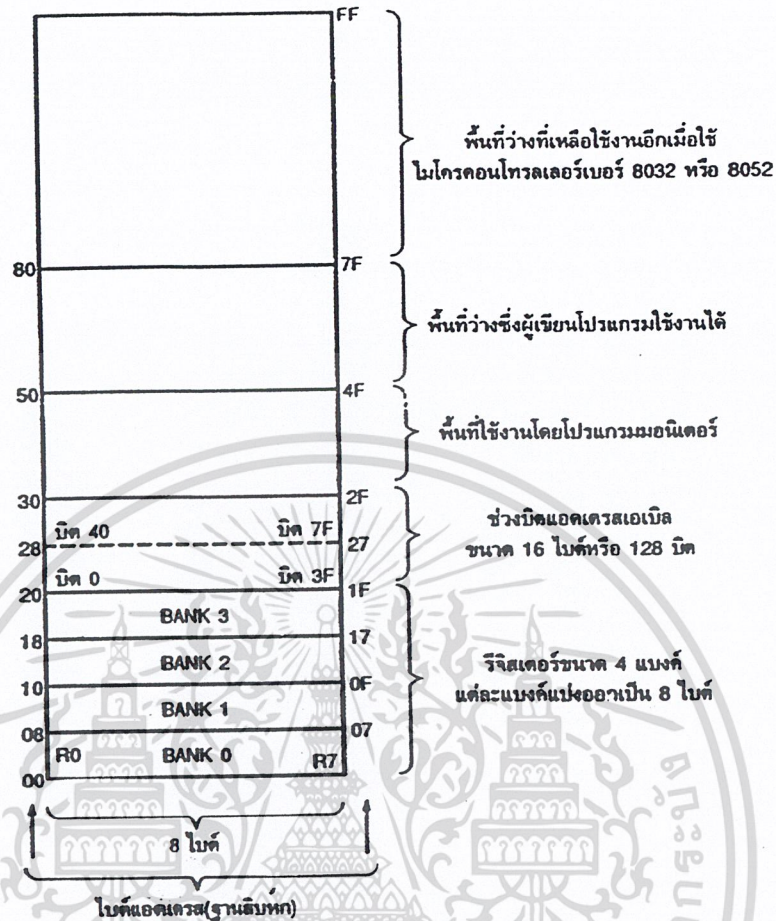 FF
พื้นที่ว่างที่เหลือใช้งานอีกเมื่อใช้
ไมโครคอนโทรลเลอร์เบอร์ 8032 หรือ 8052
80
7F
พื้นที่ว่างซึ่งผู้เขียนโปรแกรมใช้งานได้
50
4F
พื้นที่ใช้งานโดยโปรแกรมมอนิเตอร์
30
2F
บิต 40
บิต 7F
ช่วงบิตแอดเดรสเอเบิล
ขนาด 16 ไบต์หรือ 128 บิต
28
27
บิต 0
บิต 3F
20
1F
BANK 3
18
17
BANK 2
รีจิสเตอร์ขนาด 4 แบงค์
แต่ละแบงค์แบ่งออกเป็น 8 ไบต์
10
0F
BANK 1
08
07
R0
BANK 0
R7
00
8 ไบต์
ไบต์แอดเดรส(ฐานสิบหก)